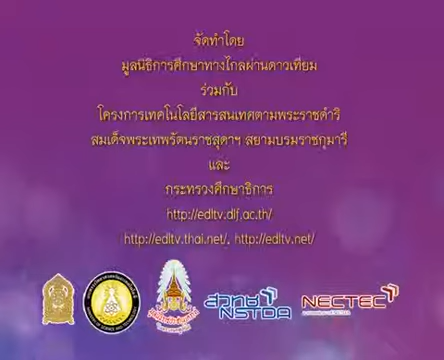 จัดทำโดย
มูลนิธิการศึกษาทางไกลผ่านดาวเทียม
ร่วมกับ
โครงการเทคโนโลยีสารสนเทศตามพระราชดำริ
สมเด็จพระเทพรัตนราชสุดาฯ สยามบรมราชกุมารี
และ
กระทรวงศึกษาธิการ
http://edltv.dlf.ac.th/
http://edltv.thai.net/, http://edltv.net/
สวทช NECTEC
NSTDA